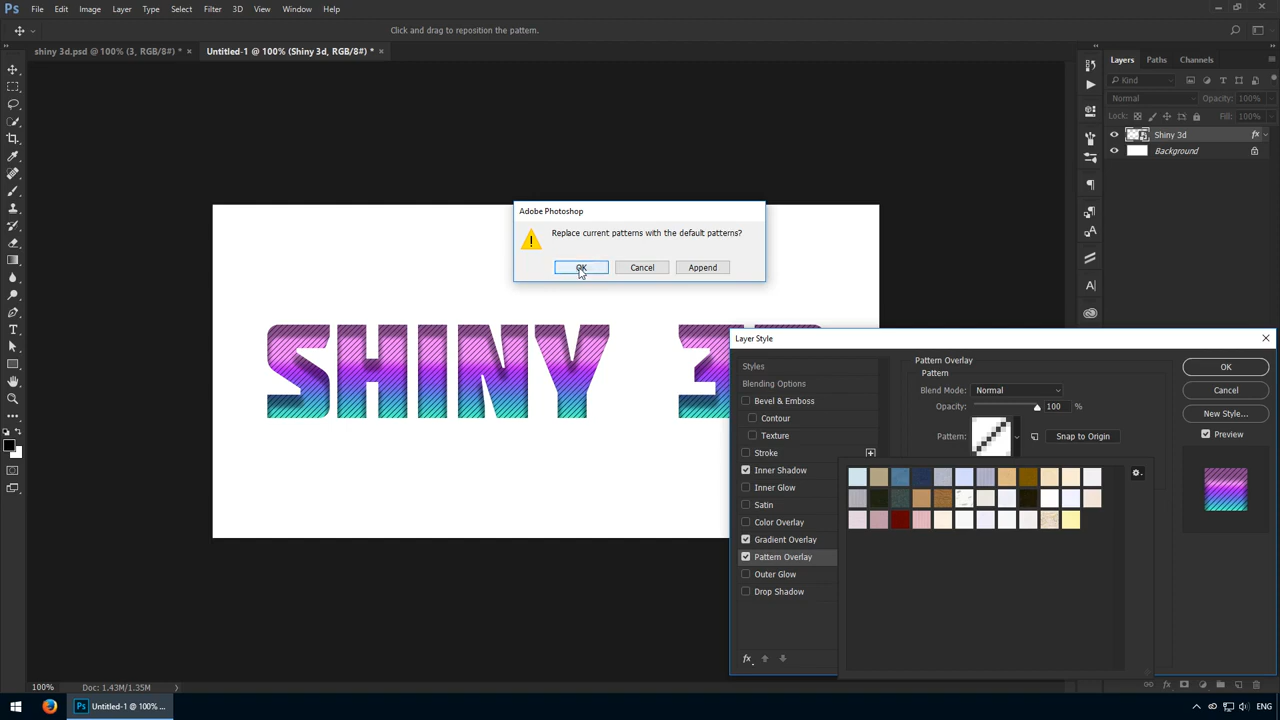 Ps File Edit Image Layer Type Select Filter 3D View Window Help
Click and drag to reposition the pattern.
shiny 3d.psd @ 100% (3, RGB/8#) * × Untitled-1 @ 100% (Shiny 3d, RGB/8#) * ×
Layers Paths Channels
Kind
Normal Opacity: 100%
Lock: Fill: 100%
Shiny 3d fx
Background
Adobe Photoshop
Replace current patterns with the default patterns?
OK Cancel Append
SHINY 3D
Layer Style
Styles
Blending Options
Bevel & Emboss
Contour
Texture
Stroke
Inner Shadow
Inner Glow
Satin
Color Overlay
Gradient Overlay
Pattern Overlay
Outer Glow
Drop Shadow
fx
Pattern Overlay
Pattern
Blend Mode: Normal
Opacity: 100 %
Pattern: Snap to Origin
OK
Cancel
New Style...
Preview
100% Doc: 1.43M/1.35M
Ps Untitled-1 @ 100% ... ENG